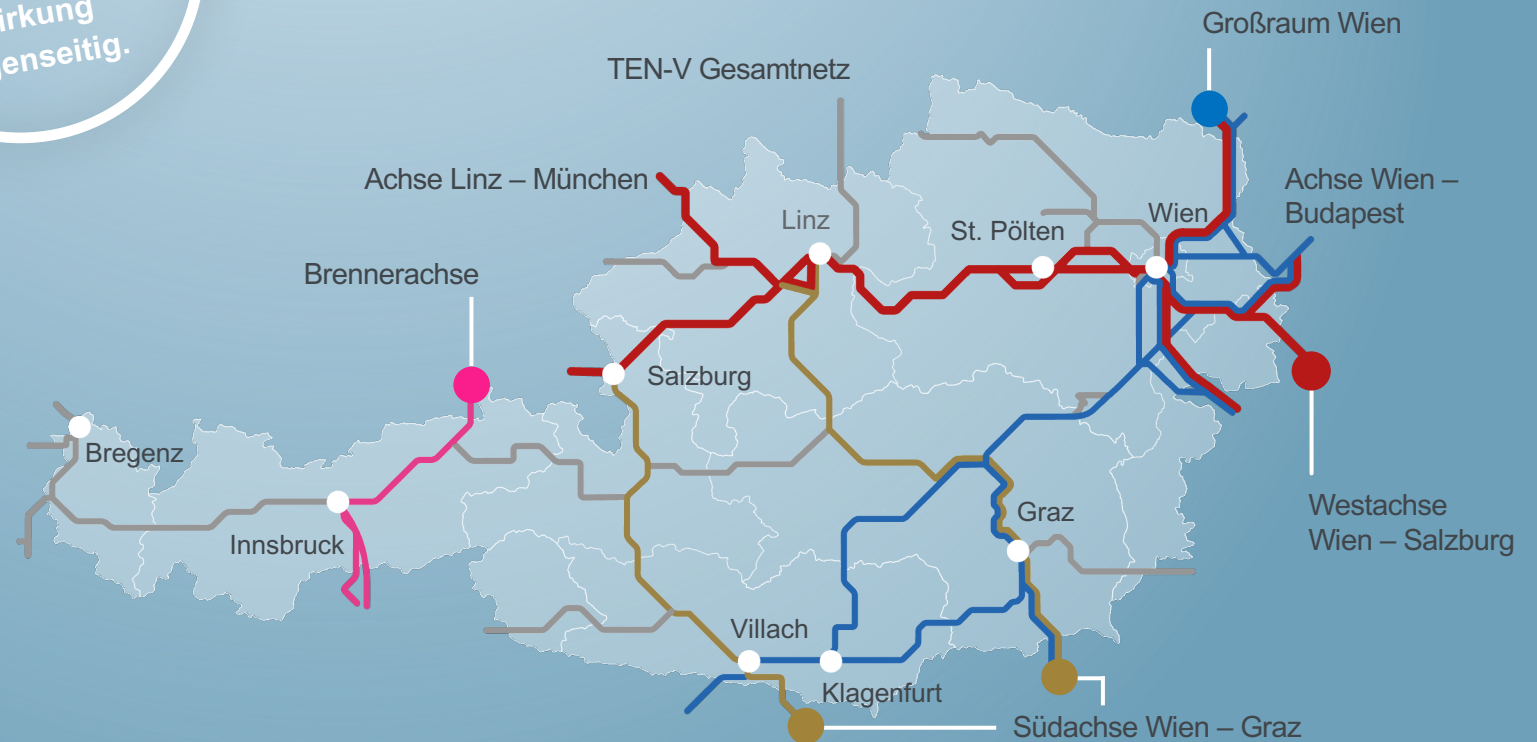 enseitig.
Großraum Wien
TEN-V Gesamtnetz
Achse Linz – München
Achse Wien –
Budapest
Linz
St. Pölten
Wien
Brennerachse
Salzburg
Bregenz
Innsbruck
Graz
Westachse
Wien – Salzburg
Villach
Klagenfurt
Südachse Wien – Graz